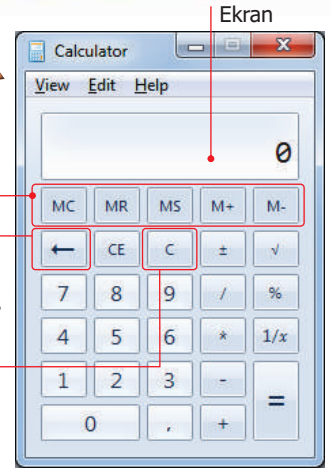 Ekran
Calculator
View Edit Help
0
MC MR MS M+ M-
← CE C ± √
7 8 9 / %
4 5 6 * 1/x
1 2 3 - =
0 , +